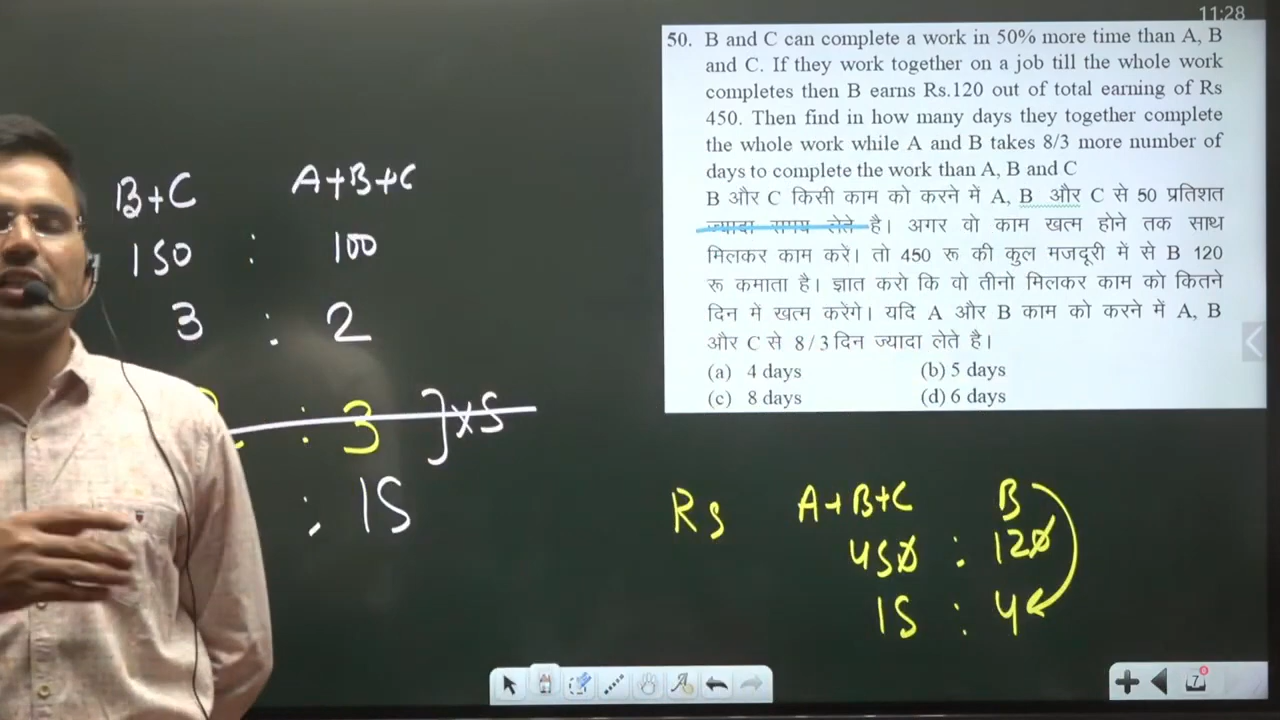 11:28
50. B and C can complete a work in 50% more time than A, B
and C. If they work together on a job till the whole work
completes then B earns Rs.120 out of total earning of Rs
450. Then find in how many days they together complete
the whole work while A and B takes 8/3 more number of
days to complete the work than A, B and C
B और C किसी काम को करने में A, B और C से 50 प्रतिशत
ज्यादा समय लेते है। अगर वो काम खत्म होने तक साथ
मिलकर काम करें। तो 450 रू की कुल मजदूरी में से B 120
रू कमाता है। ज्ञात करो कि वो तीनो मिलकर काम को कितने
दिन में खत्म करेंगे। यदि A और B काम को करने में A, B
और C से 8/3 दिन ज्यादा लेते है।
(a) 4 days (b) 5 days
(c) 8 days (d) 6 days
B+C A+B+C
150 : 100
3 : 2
: 3 } ×5
: 15
Rs A+B+C B
450 : 120
15 : 4
7